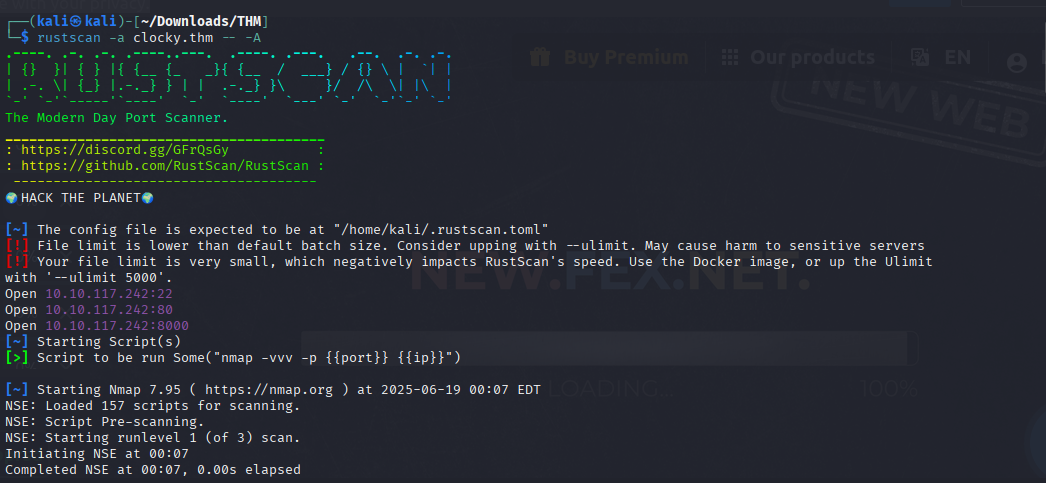 (kali㉿kali)-[~/Downloads/THM]
$ rustscan -a clocky.thm -- -A
Buy Premium
Our products
EN
NEW WEB
The Modern Day Port Scanner.
: https://discord.gg/GFrQsGy :
: https://github.com/RustScan/RustScan :
HACK THE PLANET
[~] The config file is expected to be at "/home/kali/.rustscan.toml"
[!] File limit is lower than default batch size. Consider upping with --ulimit. May cause harm to sensitive servers
[!] Your file limit is very small, which negatively impacts RustScan's speed. Use the Docker image, or up the Ulimit
with '--ulimit 5000'.
NEW.FEX.NET.
Open 10.10.117.242:22
Open 10.10.117.242:80
Open 10.10.117.242:8000
[~] Starting Script(s)
[>] Script to be run Some("nmap -vvv -p {{port}} {{ip}}")
[~] Starting Nmap 7.95 ( https://nmap.org ) at 2025-06-19 00:07 EDT
LOADING...
100%
NSE: Loaded 157 scripts for scanning.
NSE: Script Pre-scanning.
NSE: Starting runlevel 1 (of 3) scan.
Initiating NSE at 00:07
Completed NSE at 00:07, 0.00s elapsed